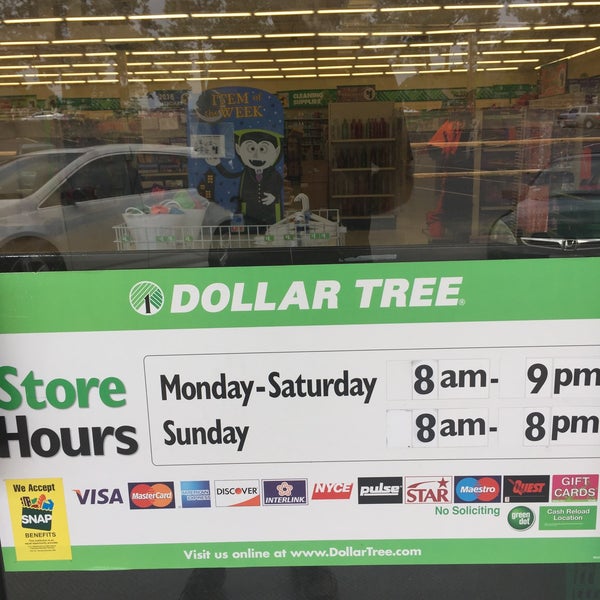 ITEM of
the WEEK
CLEANING
SUPPLIES
DOLLAR TREE®
Store
Hours
Monday-Saturday 8 am- 9 pm
Sunday 8 am- 8 pm
We Accept
SNAP
BENEFITS
VISA MasterCard AMERICAN EXPRESS DISCOVER INTERLINK NYCE pulse STAR Maestro QUEST GIFT CARDS
No Soliciting
green dot
Cash Reload
Location
Visit us online at www.DollarTree.com